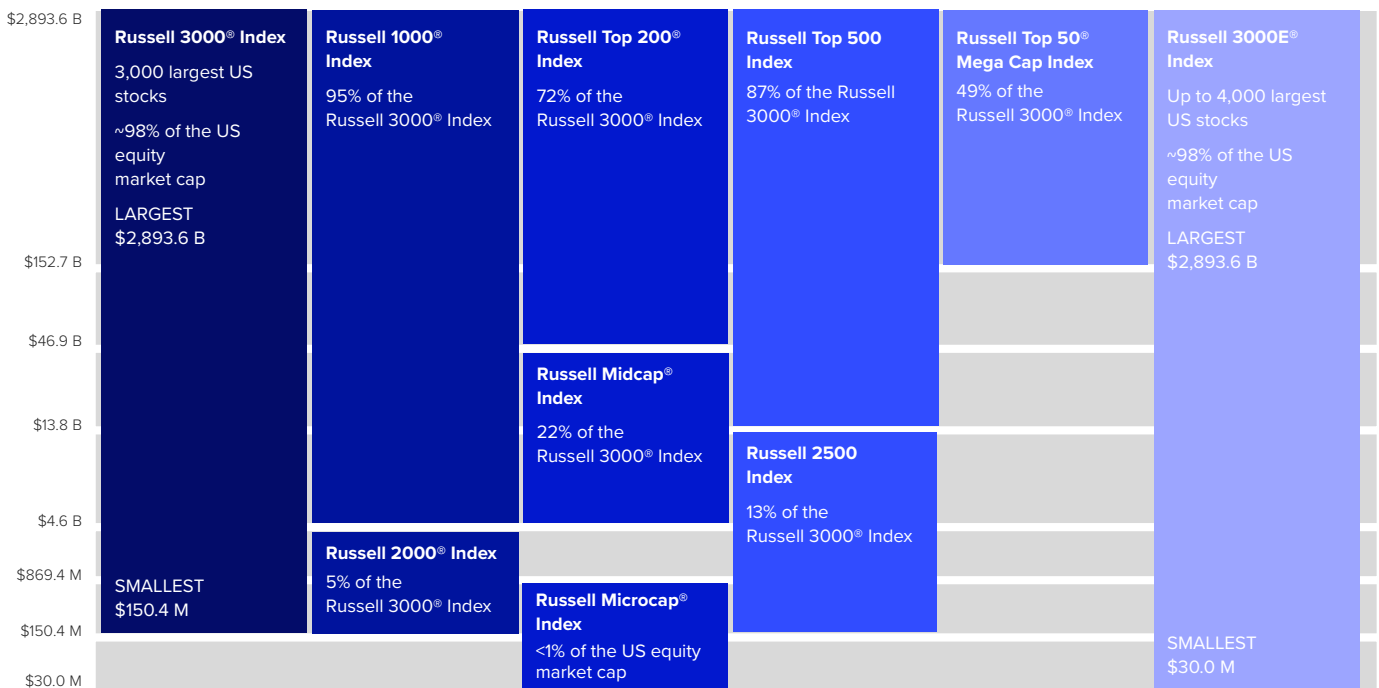 $2,893.6 B
$152.7 B
$46.9 B
$13.8 B
$4.6 B
$869.4 M
$150.4 M
$30.0 M
Russell 3000® Index
3,000 largest US
stocks
~98% of the US
equity
market cap
LARGEST
$2,893.6 B
SMALLEST
$150.4 M
Russell 1000®
Index
95% of the
Russell 3000® Index
Russell 2000® Index
5% of the
Russell 3000® Index
Russell Top 200®
Index
72% of the
Russell 3000® Index
Russell Midcap®
Index
22% of the
Russell 3000® Index
Russell Microcap®
Index
<1% of the US equity
market cap
Russell Top 500
Index
87% of the Russell
3000® Index
Russell 2500
Index
13% of the
Russell 3000® Index
Russell Top 50®
Mega Cap Index
49% of the
Russell 3000® Index
Russell 3000E®
Index
Up to 4,000 largest
US stocks
~98% of the US
equity
market cap
LARGEST
$2,893.6 B
SMALLEST
$30.0 M